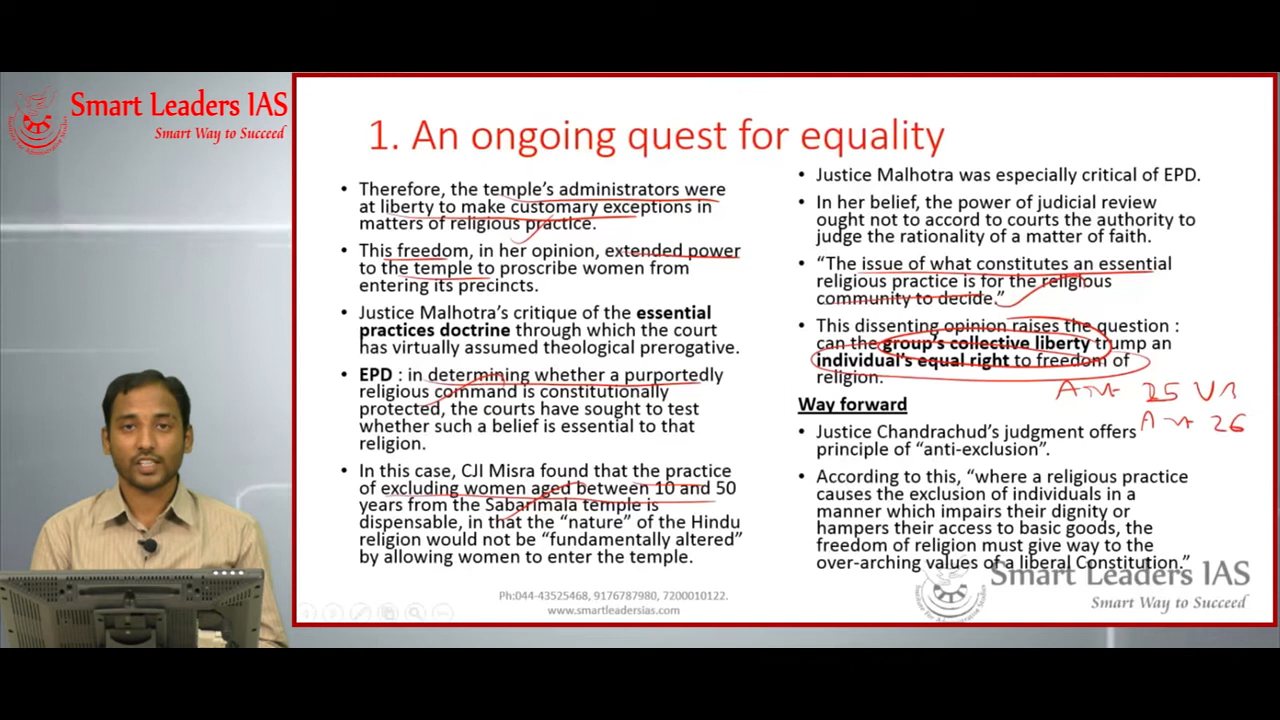 Smart Leaders IAS
Smart Way to Succeed
1. An ongoing quest for equality
• Therefore, the temple's administrators were
at liberty to make customary exceptions in
matters of religious practice.
• This freedom, in her opinion, extended power
to the temple to proscribe women from
entering its precincts.
• Justice Malhotra's critique of the essential
practices doctrine through which the court
has virtually assumed theological prerogative.
• EPD : in determining whether a purportedly
religious command is constitutionally
protected, the courts have sought to test
whether such a belief is essential to that
religion.
• In this case, CJI Misra found that the practice
of excluding women aged between 10 and 50
years from the Sabarimala temple is
dispensable, in that the “nature” of the Hindu
religion would not be “fundamentally altered”
by allowing women to enter the temple.
• Justice Malhotra was especially critical of EPD.
• In her belief, the power of judicial review
ought not to accord to courts the authority to
judge the rationality of a matter of faith.
• “The issue of what constitutes an essential
religious practice is for the religious
community to decide.”
• This dissenting opinion raises the question :
can the group's collective liberty trump an
individual's equal right to freedom of
religion.
Art 25 Vs
Art 26
Way forward
• Justice Chandrachud's judgment offers
principle of “anti-exclusion”.
• According to this, “where a religious practice
causes the exclusion of individuals in a
manner which impairs their dignity or
hampers their access to basic goods, the
freedom of religion must give way to the
over-arching values of a liberal Constitution.”
Ph:044-43525468, 9176787980, 7200010122.
www.smartleadersias.com
Smart Leaders IAS
Smart Way to Succeed